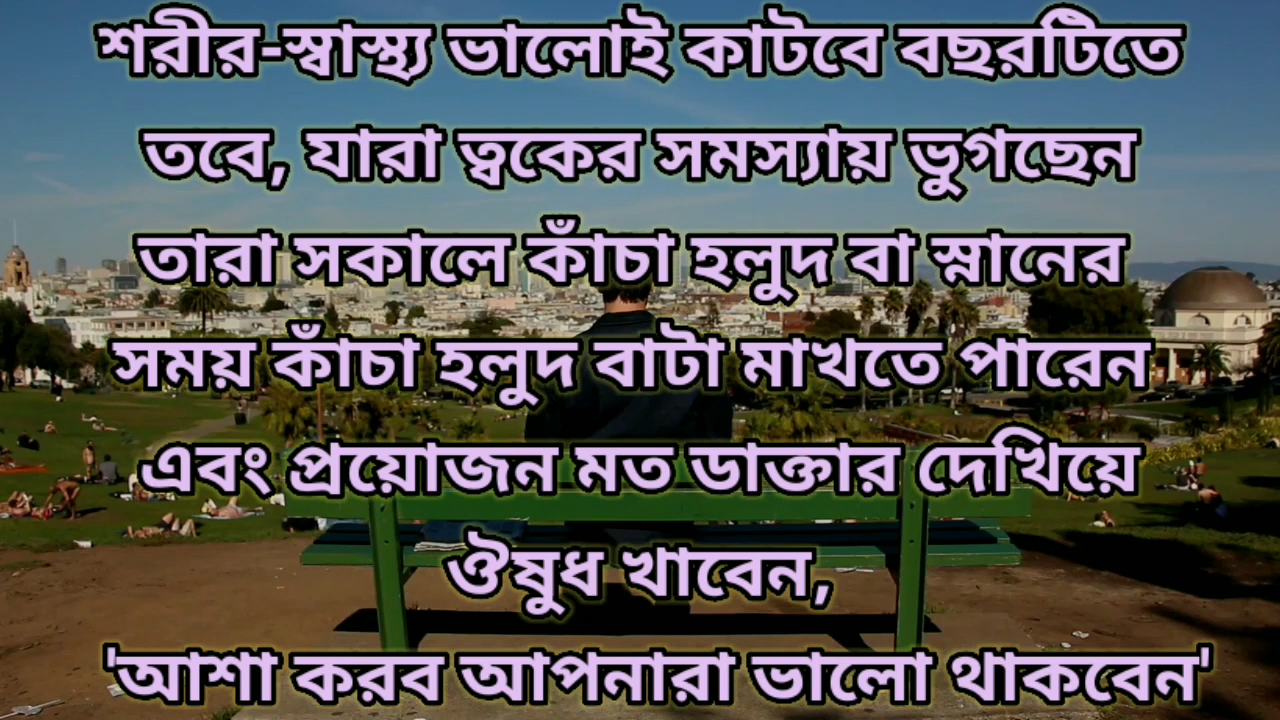 শরীর-স্বাস্থ্য ভালোই কাটবে বছরটিতে
তবে, যারা ত্বকের সমস্যায় ভুগছেন
তারা সকালে কাঁচা হলুদ বা স্নানের
সময় কাঁচা হলুদ বাটা মাখতে পারেন
এবং প্রয়োজন মত ডাক্তার দেখিয়ে
ঔষুধ খাবেন,
'আশা করব আপনারা ভালো থাকবেন'